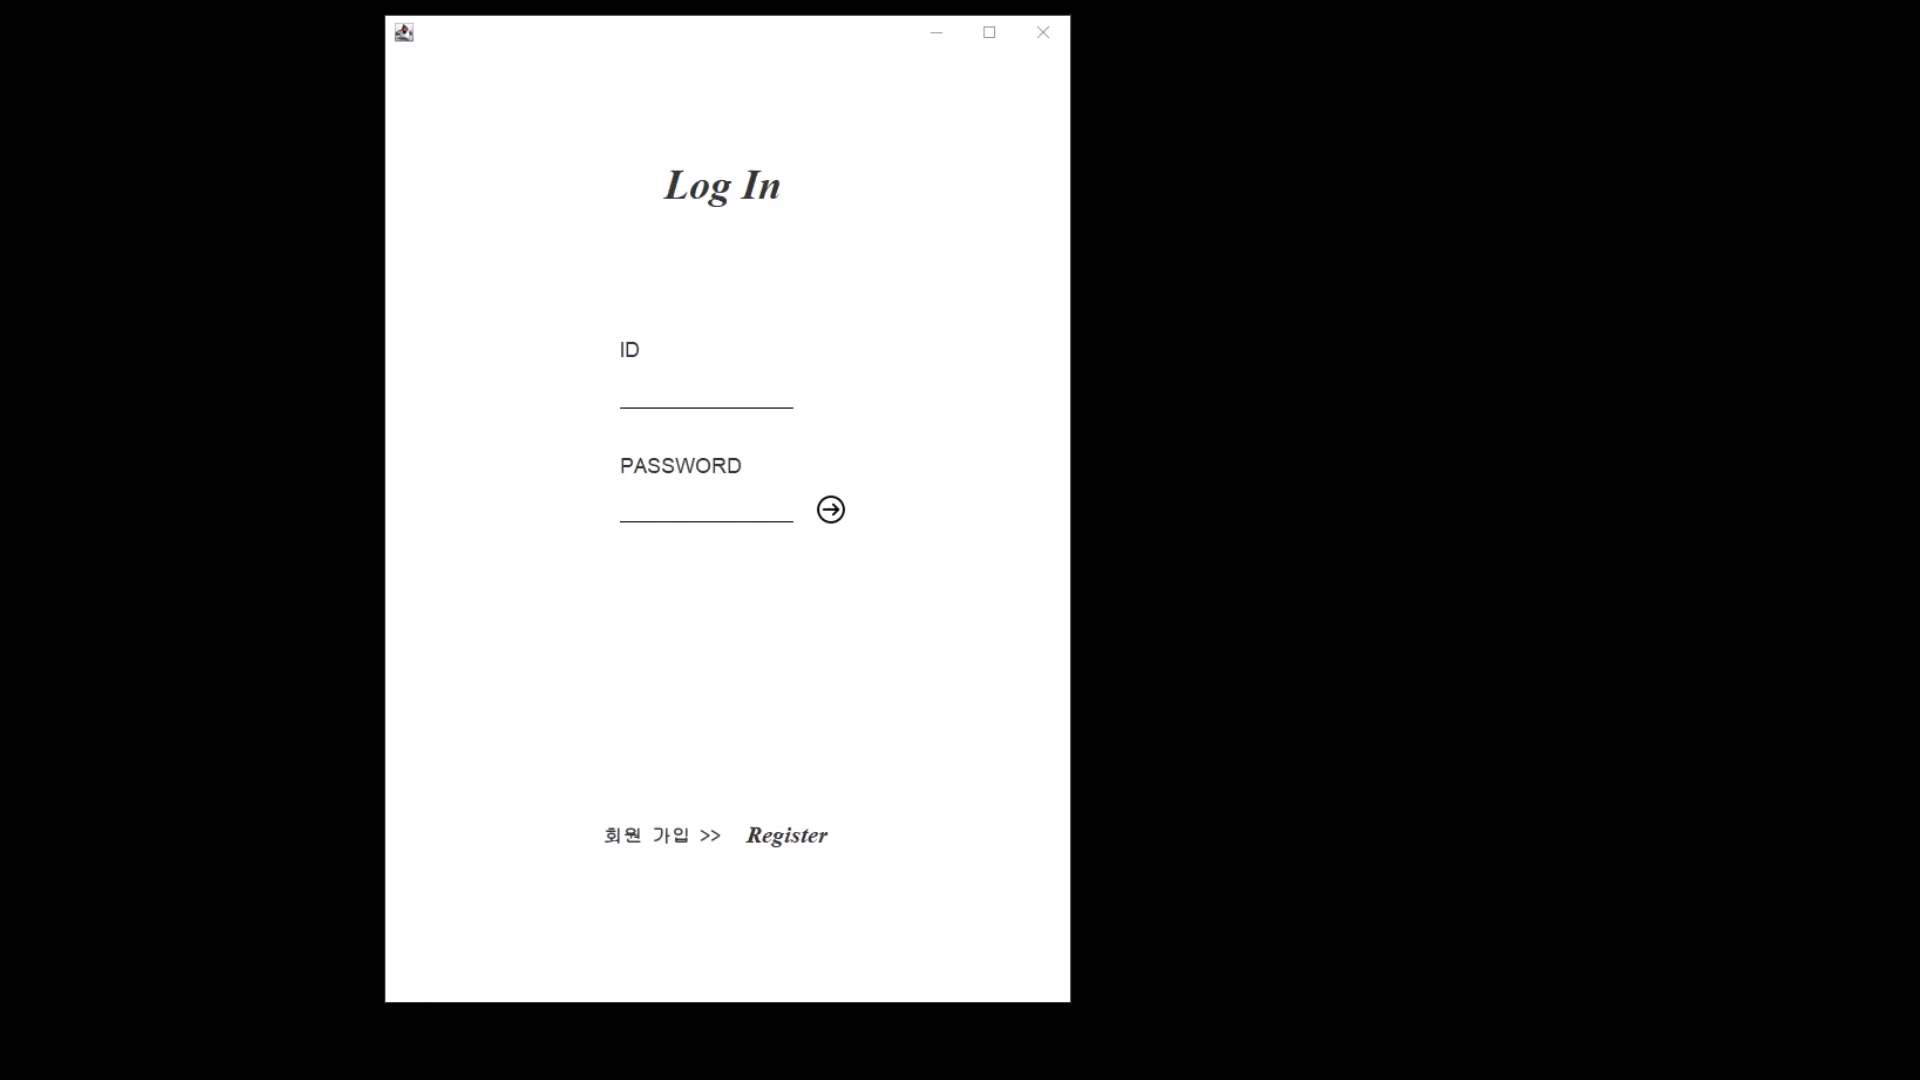 Log In
ID
PASSWORD
회원 가입 >> Register